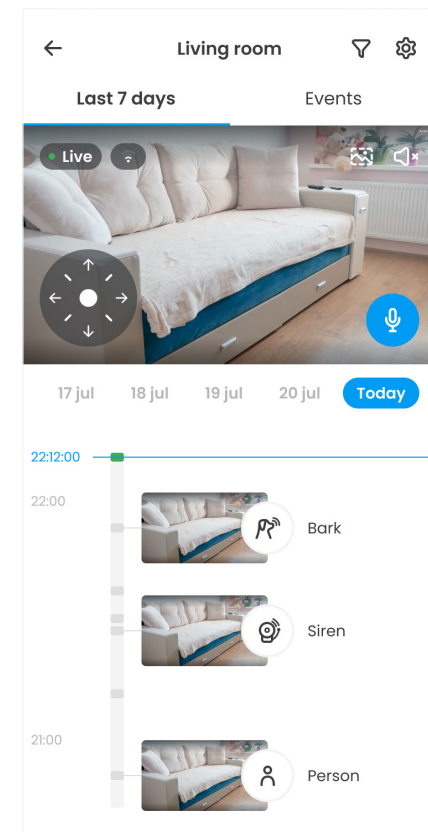 Living room
Last 7 days Events
Live
17 jul 18 jul 19 jul 20 jul Today
22:12:00
22:00
Bark
Siren
21:00
Person